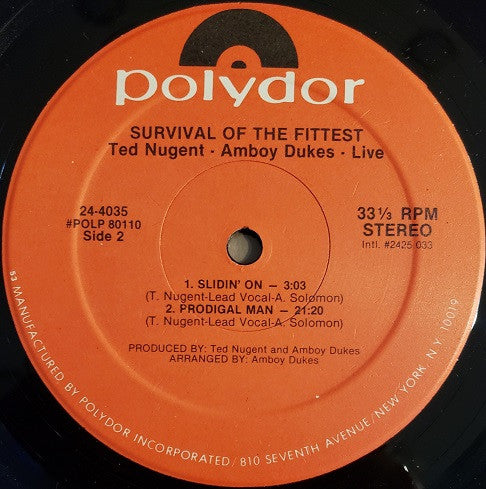 polydor
SURVIVAL OF THE FITTEST
Ted Nugent · Amboy Dukes · Live
24-4035
#POLP 80110
Side 2
33⅓ RPM
STEREO
Intl. #2425 033
1. SLIDIN' ON — 3:03
(T. Nugent-Lead Vocal-A. Solomon)
2. PRODIGAL MAN — 21:20
(T. Nugent-Lead Vocal-A. Solomon)
PRODUCED BY: Ted Nugent and Amboy Dukes
ARRANGED BY: Amboy Dukes
53 MANUFACTURED BY POLYDOR INCORPORATED/810 SEVENTH AVENUE/NEW YORK, N.Y. 10019